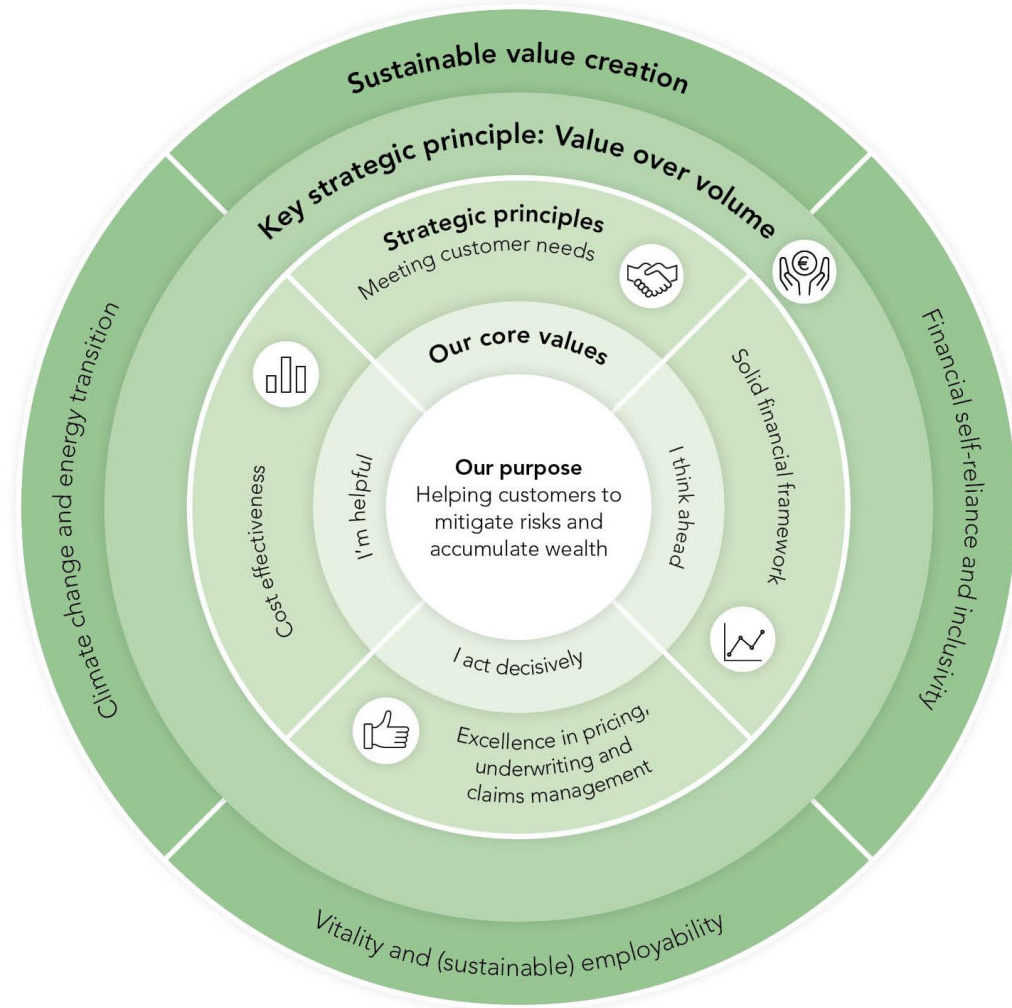 Sustainable value creation
Key strategic principle: Value over volume
€
Strategic principles
Meeting customer needs
Our core values
Our purpose
Helping customers to
mitigate risks and
accumulate wealth
I'm helpful
I think ahead
I act decisively
Cost effectiveness
Solid financial framework
Excellence in pricing,
underwriting and
claims management
Climate change and energy transition
Financial self-reliance and inclusivity
Vitality and (sustainable) employability